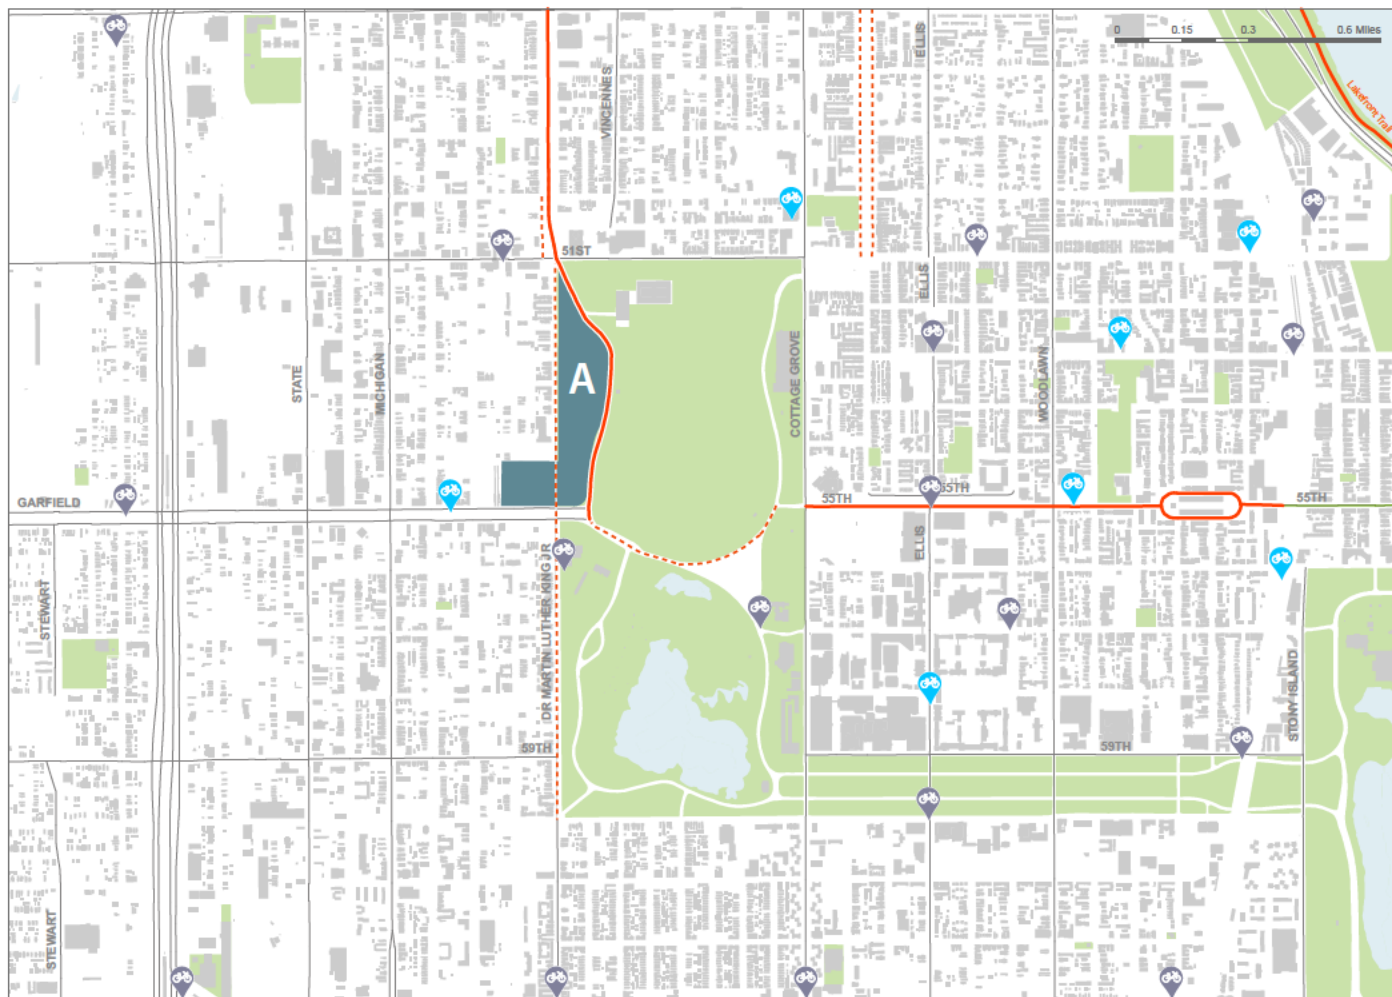 ELLIS
0 0.15 0.3 0.6 Miles
VINCENNES
Lakefront Trail
51ST
ELLIS
STATE
MICHIGAN
A
COTTAGE GROVE
WOODLAWN
GARFIELD
55TH
55TH
55TH
ELLIS
STEWART
DR MARTIN LUTHER KING JR
STONY ISLAND
59TH
59TH
STEWART